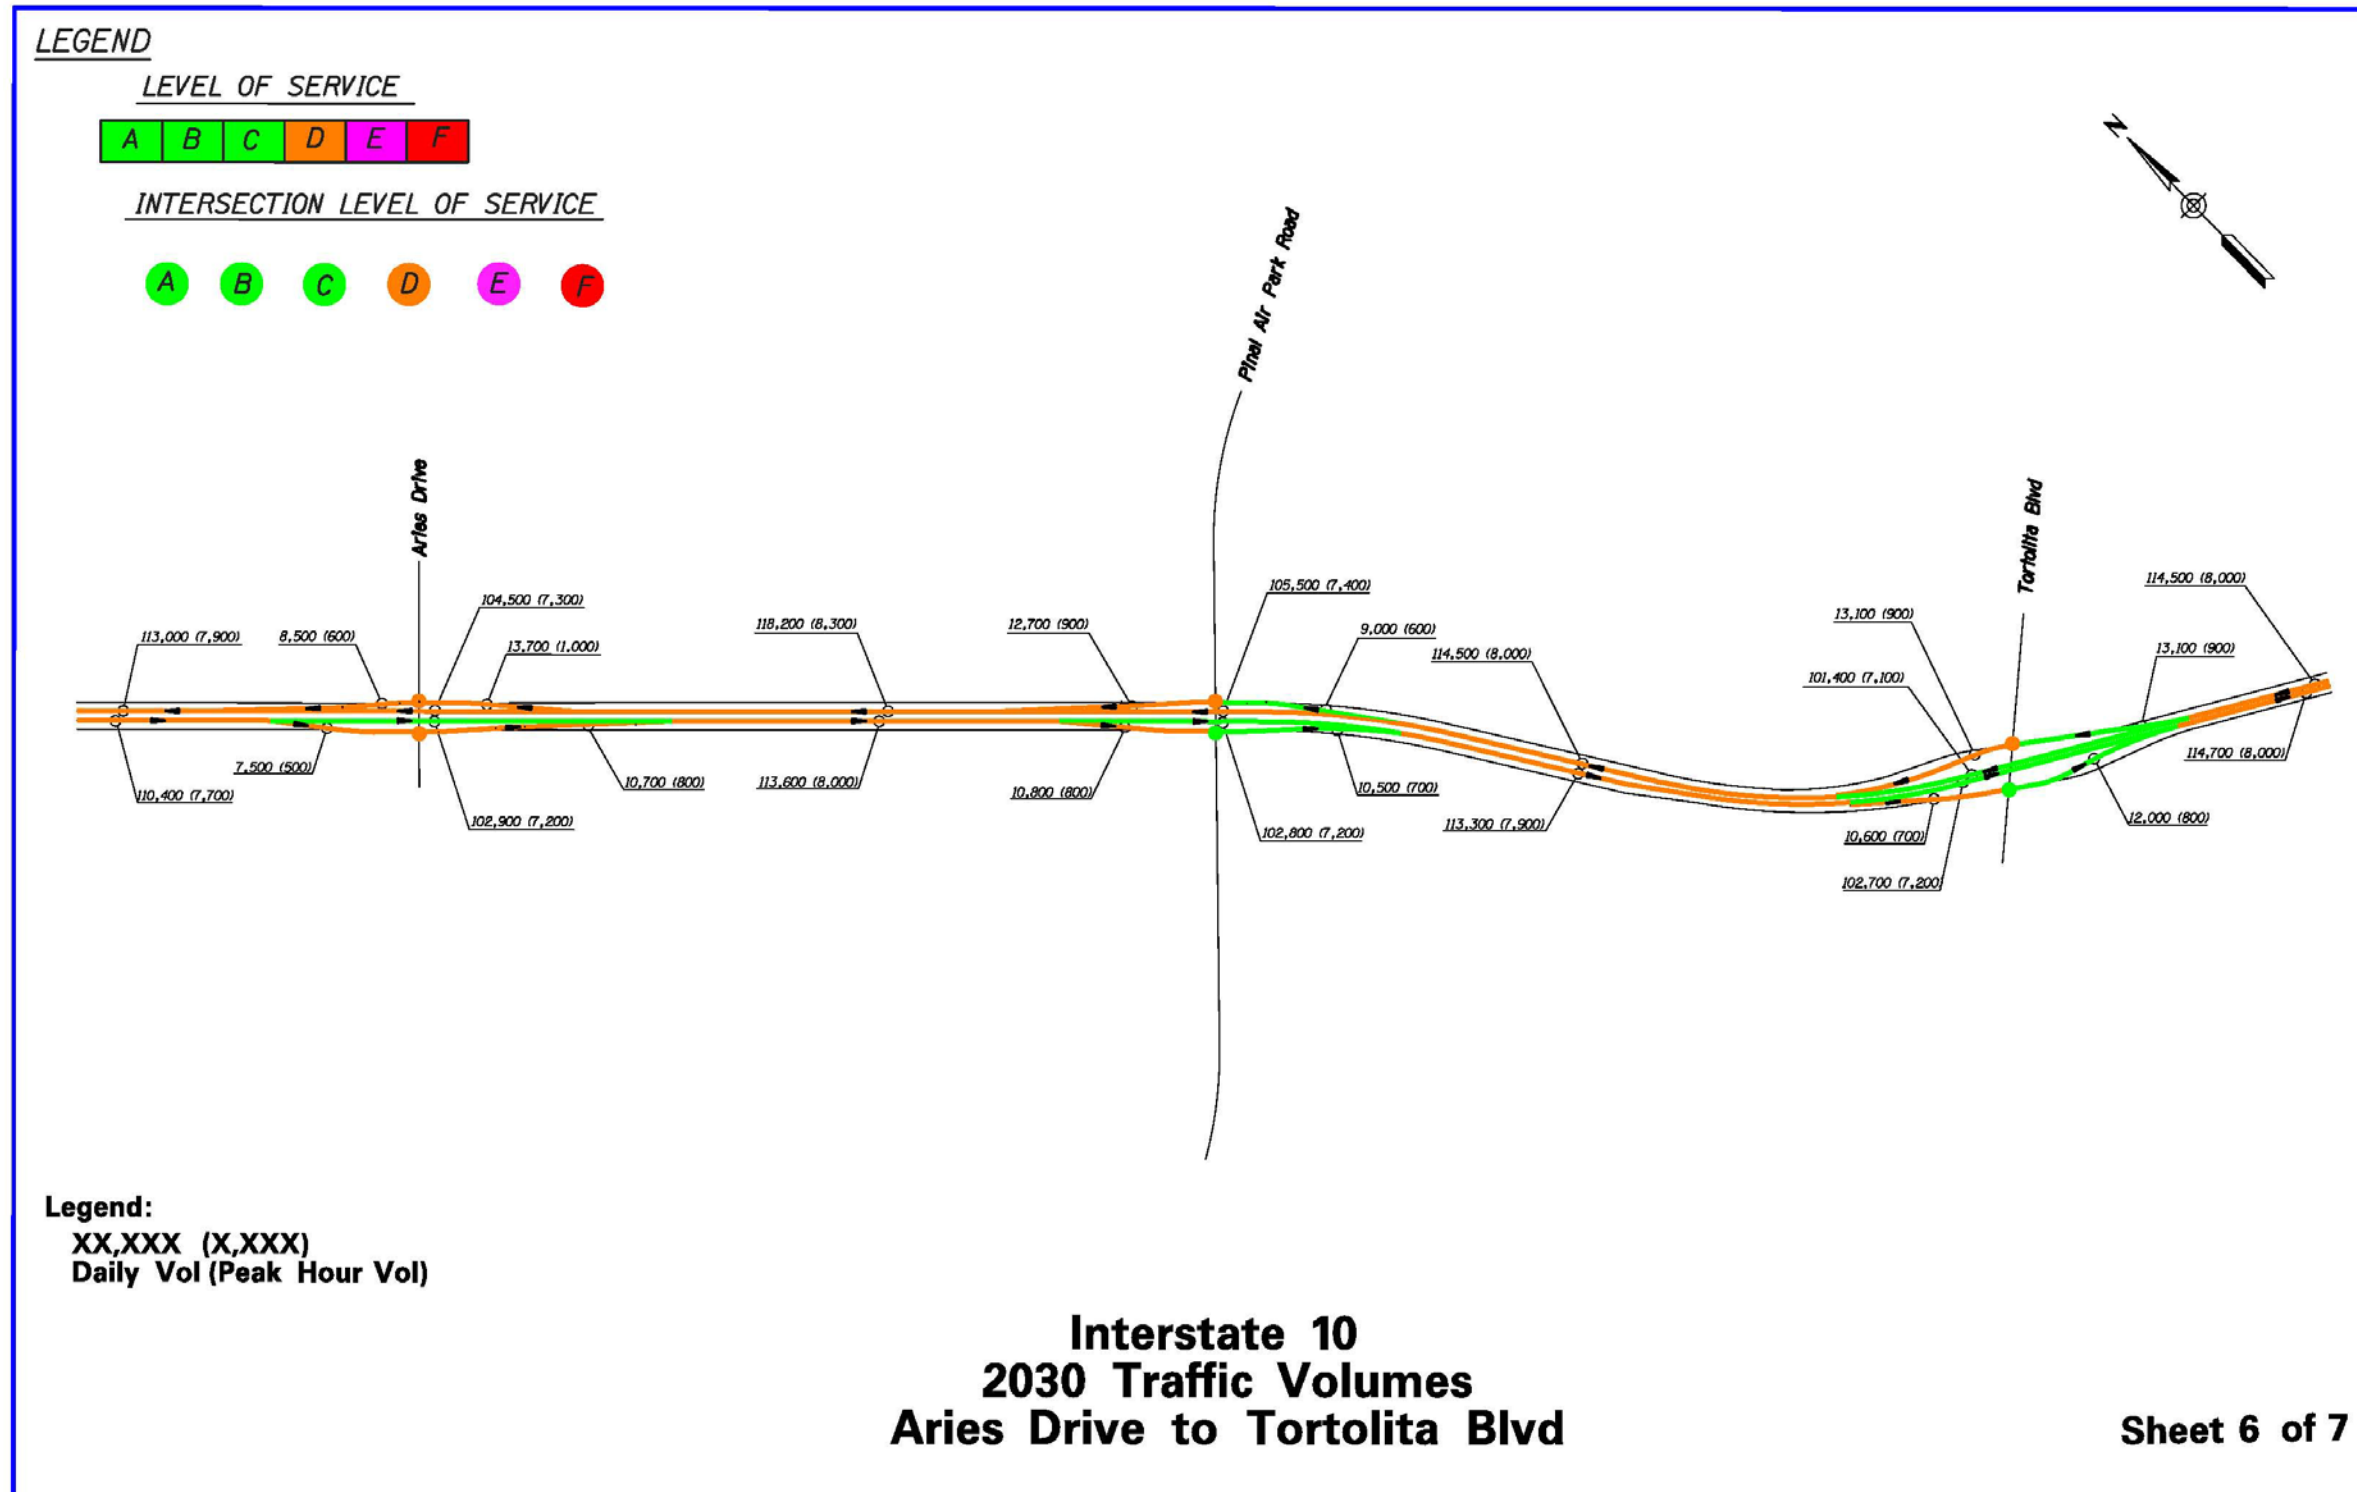 LEGEND
LEVEL OF SERVICE
A B C D E F
INTERSECTION LEVEL OF SERVICE
A B C D E F
N
Pinal Air Park Road
Aries Drive
Tortolita Blvd
113,000 (7,900)
8,500 (600)
104,500 (7,300)
13,700 (1,000)
118,200 (8,300)
12,700 (900)
105,500 (7,400)
9,000 (600)
114,500 (8,000)
13,100 (900)
101,400 (7,100)
13,100 (900)
114,500 (8,000)
110,400 (7,700)
7,500 (500)
102,900 (7,200)
10,700 (800)
113,600 (8,000)
10,800 (800)
102,800 (7,200)
10,500 (700)
113,300 (7,900)
10,600 (700)
102,700 (7,200)
12,000 (800)
114,700 (8,000)
Legend:
XX,XXX (X,XXX)
Daily Vol (Peak Hour Vol)
Interstate 10
2030 Traffic Volumes
Aries Drive to Tortolita Blvd
Sheet 6 of 7